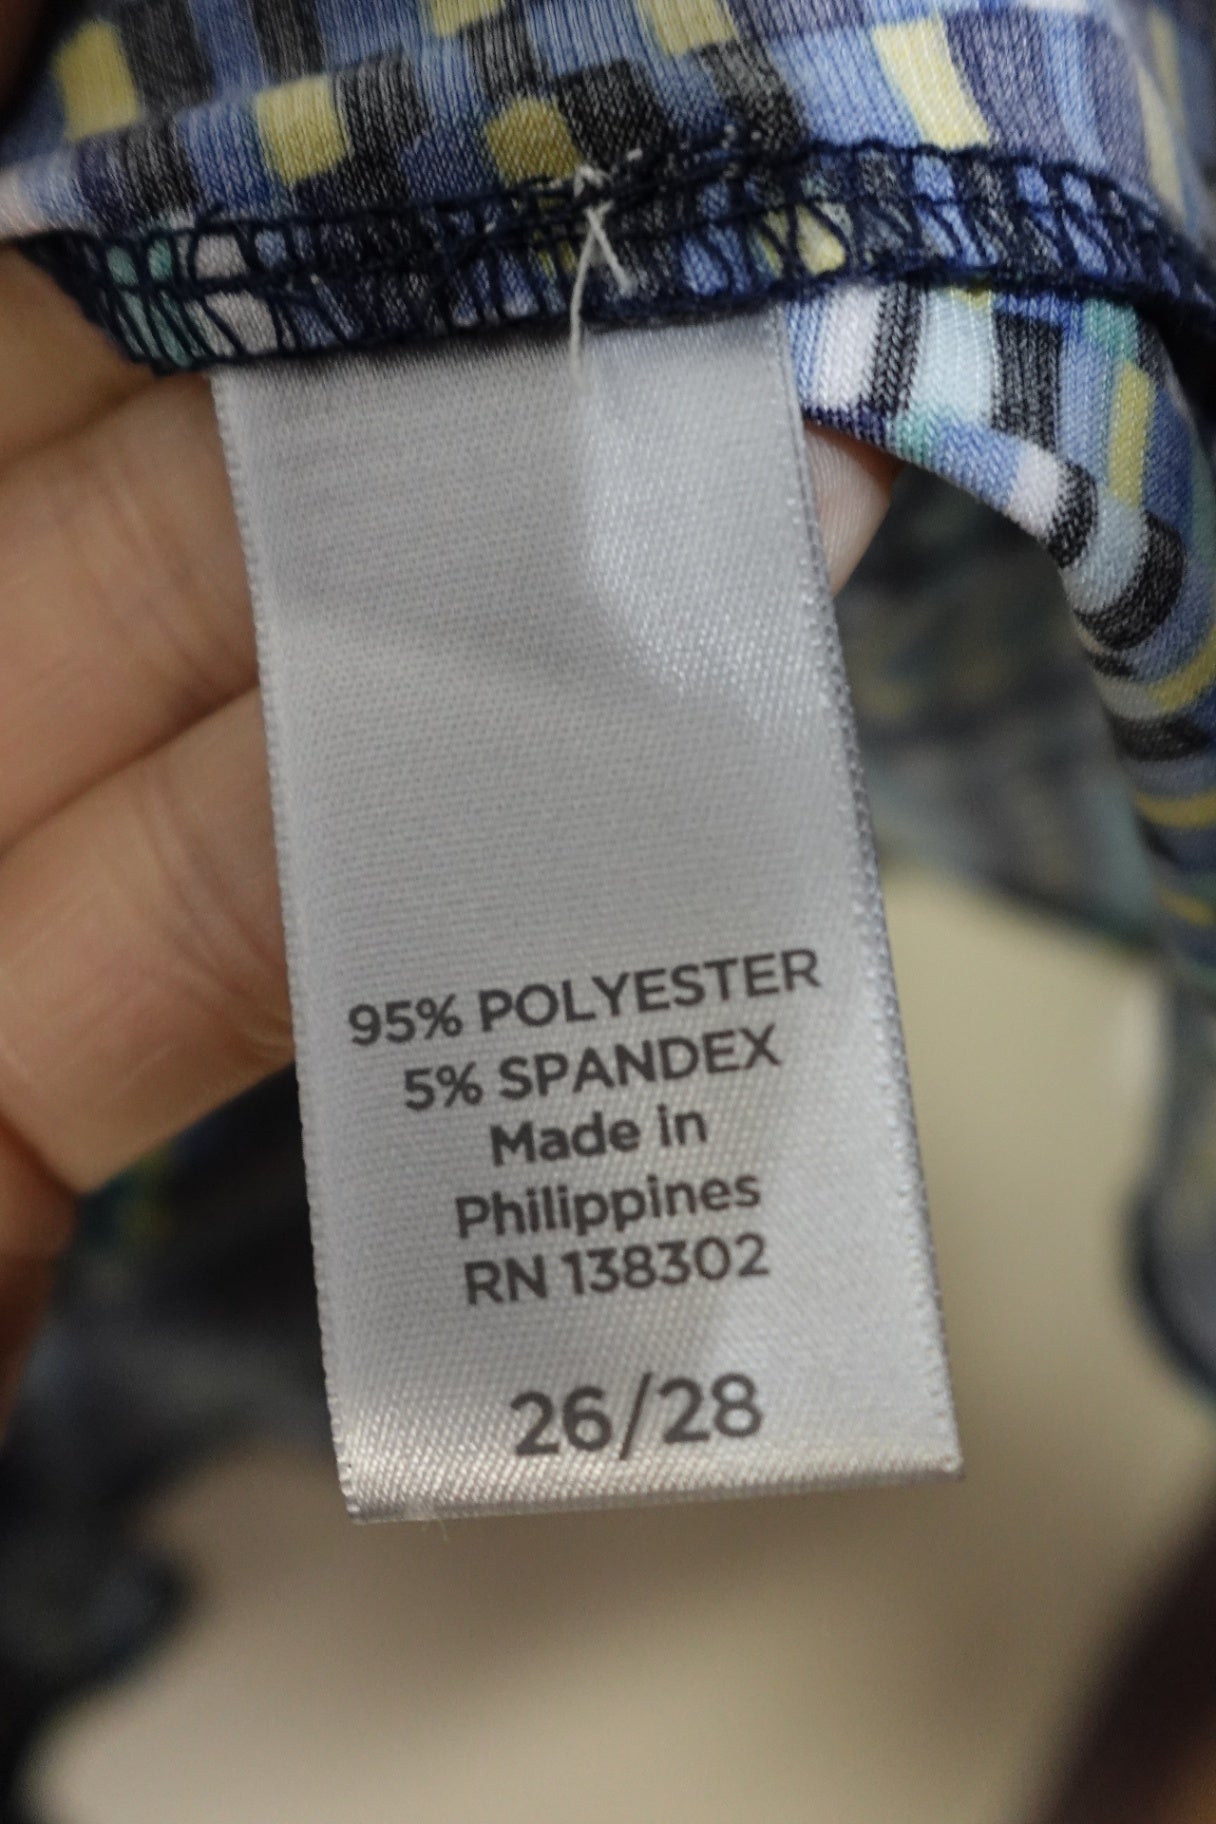 95% POLYESTER
5% SPANDEX
Made in
Philippines
RN 138302
26/28